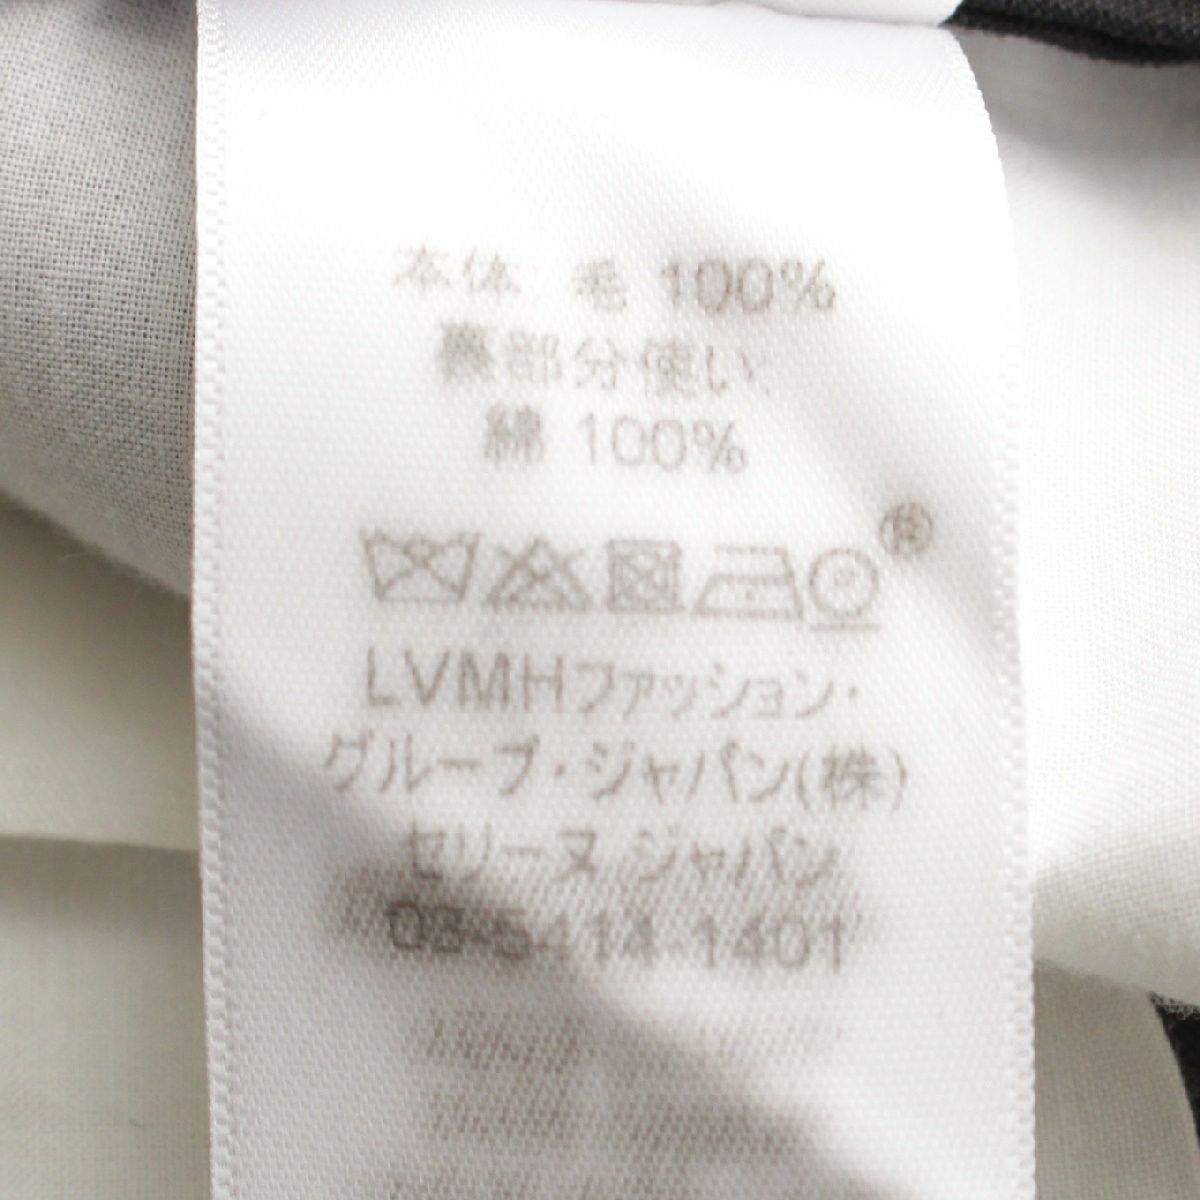 本体 毛 100%
裏部分使い
綿 100%
®
LVMHファッション・
グループ・ジャパン(株)
セリーヌ ジャパン
03-5414-1401